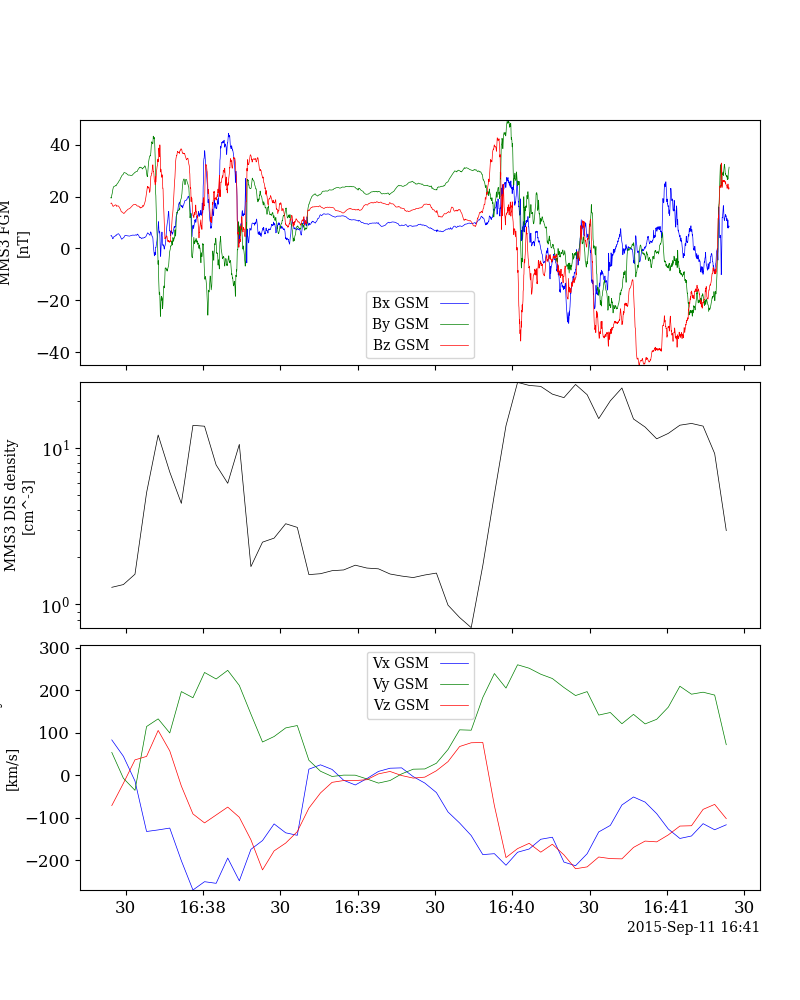 40
20
0
−20
−40
MMS3 FGM
[nT]
Bx GSM
By GSM
Bz GSM
10^1
10^0
MMS3 DIS density
[cm^-3]
300
200
100
0
−100
−200
[km/s]
Vx GSM
Vy GSM
Vz GSM
30 16:38 30 16:39 30 16:40 30 16:41 30
2015-Sep-11 16:41